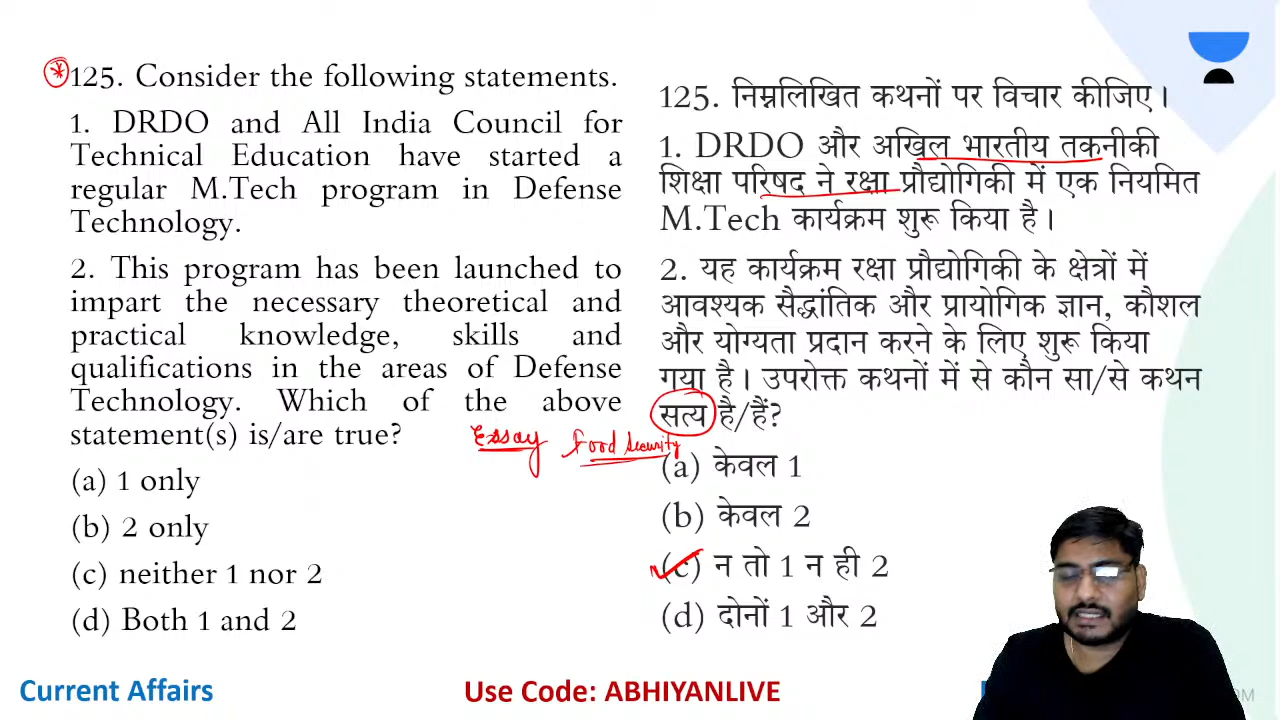 125. Consider the following statements.
1. DRDO and All India Council for
Technical Education have started a
regular M.Tech program in Defense
Technology.
2. This program has been launched to
impart the necessary theoretical and
practical knowledge, skills and
qualifications in the areas of Defense
Technology. Which of the above
statement(s) is/are true?
(a) 1 only
(b) 2 only
(c) neither 1 nor 2
(d) Both 1 and 2
Essay Food Security
125. निम्नलिखित कथनों पर विचार कीजिए।
1. DRDO और अखिल भारतीय तकनीकी
शिक्षा परिषद ने रक्षा प्रौद्योगिकी में एक नियमित
M.Tech कार्यक्रम शुरू किया है।
2. यह कार्यक्रम रक्षा प्रौद्योगिकी के क्षेत्रों में
आवश्यक सैद्धांतिक और प्रायोगिक ज्ञान, कौशल
और योग्यता प्रदान करने के लिए शुरू किया
गया है। उपरोक्त कथनों में से कौन सा/से कथन
सत्य है/हैं?
(a) केवल 1
(b) केवल 2
(c) न तो 1 न ही 2
(d) दोनों 1 और 2
Current Affairs
Use Code: ABHIYANLIVE